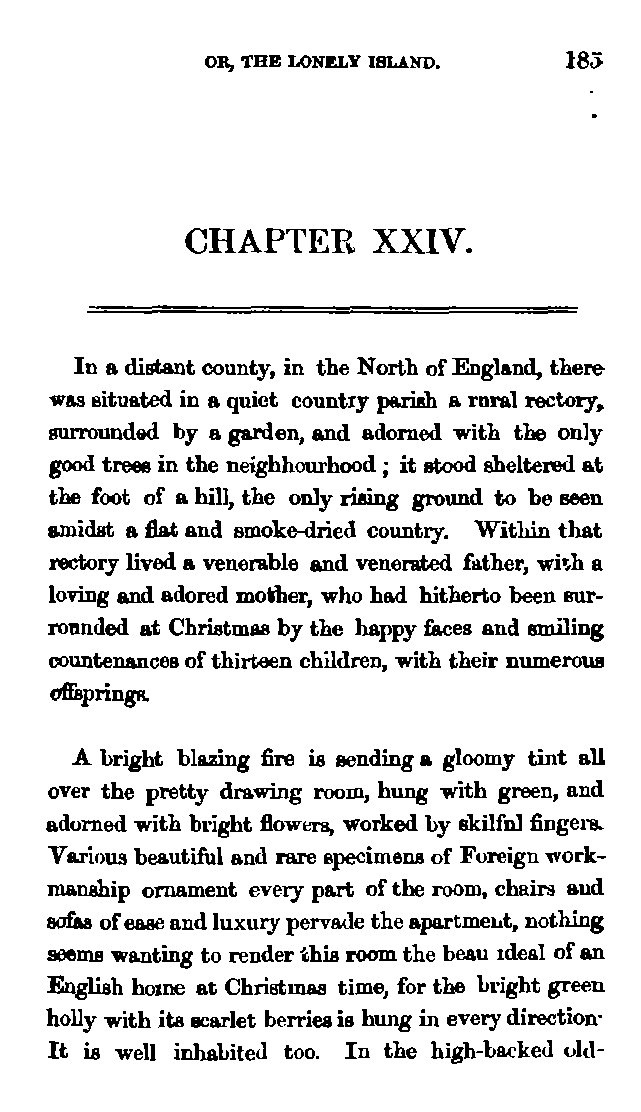 OR, THE LONELY ISLAND. 185
CHAPTER XXIV.
In a distant county, in the North of England, there
was situated in a quiet country parish a rural rectory,
surrounded by a garden, and adorned with the only
good trees in the neighbourhood ; it stood sheltered at
the foot of a hill, the only rising ground to be seen
amidst a flat and smoke-dried country. Within that
rectory lived a venerable and venerated father, with a
loving and adored mother, who had hitherto been sur-
rounded at Christmas by the happy faces and smiling
countenances of thirteen children, with their numerous
offsprings.
A bright blazing fire is sending a gloomy tint all
over the pretty drawing room, hung with green, and
adorned with bright flowers, worked by skilful fingers.
Various beautiful and rare specimens of Foreign work-
manship ornament every part of the room, chairs and
sofas of ease and luxury pervade the apartment, nothing
seems wanting to render this room the beau ideal of an
English home at Christmas time, for the bright green
holly with its scarlet berries is hung in every direction.
It is well inhabited too. In the high-backed old-